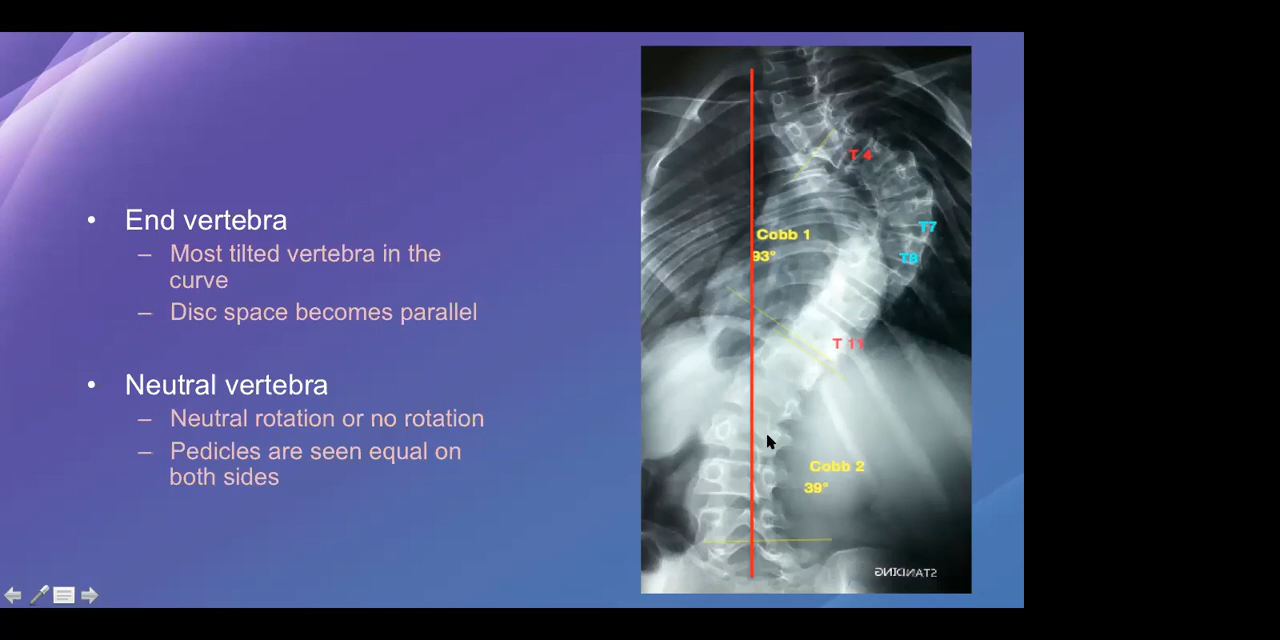 • End vertebra
– Most tilted vertebra in the
curve
– Disc space becomes parallel
• Neutral vertebra
– Neutral rotation or no rotation
– Pedicles are seen equal on
both sides
T 4
T7
Cobb 1
93°
T8
T 11
Cobb 2
39°
STANDING